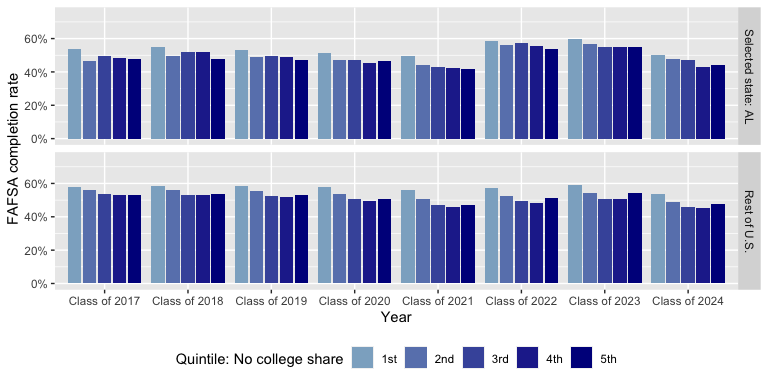 FAFSA completion rate
60%
40%
20%
0%
Selected state: AL
60%
40%
20%
0%
Rest of U.S.
Class of 2017 Class of 2018 Class of 2019 Class of 2020 Class of 2021 Class of 2022 Class of 2023 Class of 2024
Year
Quintile: No college share 1st 2nd 3rd 4th 5th